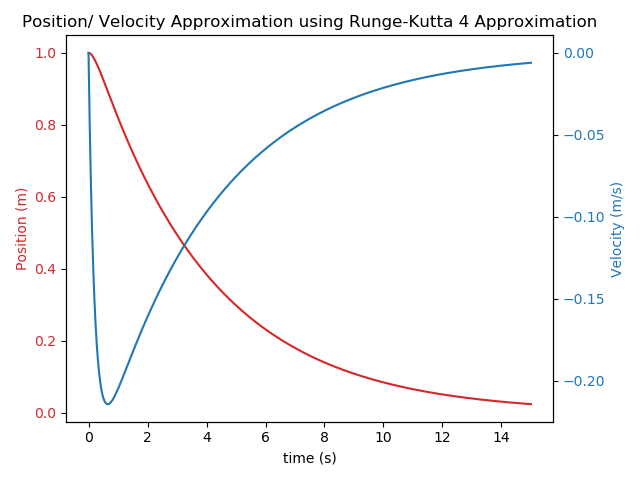 Position/ Velocity Approximation using Runge-Kutta 4 Approximation
1.0
0.8
0.6
0.4
0.2
0.0
Position (m)
0.00
−0.05
−0.10
−0.15
−0.20
Velocity (m/s)
0 2 4 6 8 10 12 14
time (s)